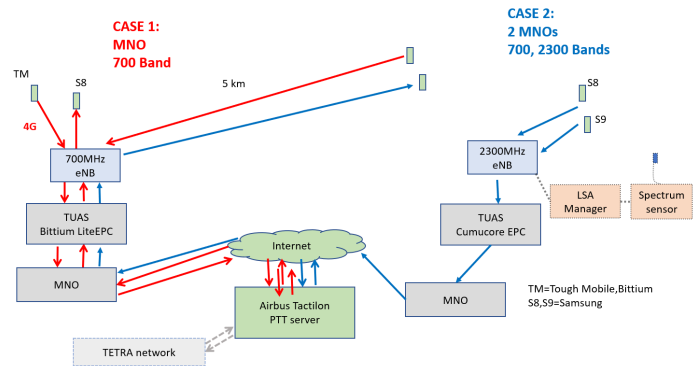 CASE 1:
MNO
700 Band
CASE 2:
2 MNOs
700, 2300 Bands
TM
S8
5 km
4G
S8
S9
700MHz
eNB
2300MHz
eNB
LSA
Manager
Spectrum
sensor
TUAS
Bittium LiteEPC
TUAS
Cumucore EPC
Internet
MNO
MNO
Airbus Tactilon
PTT server
TETRA network
TM=Tough Mobile,Bittium
S8,S9=Samsung